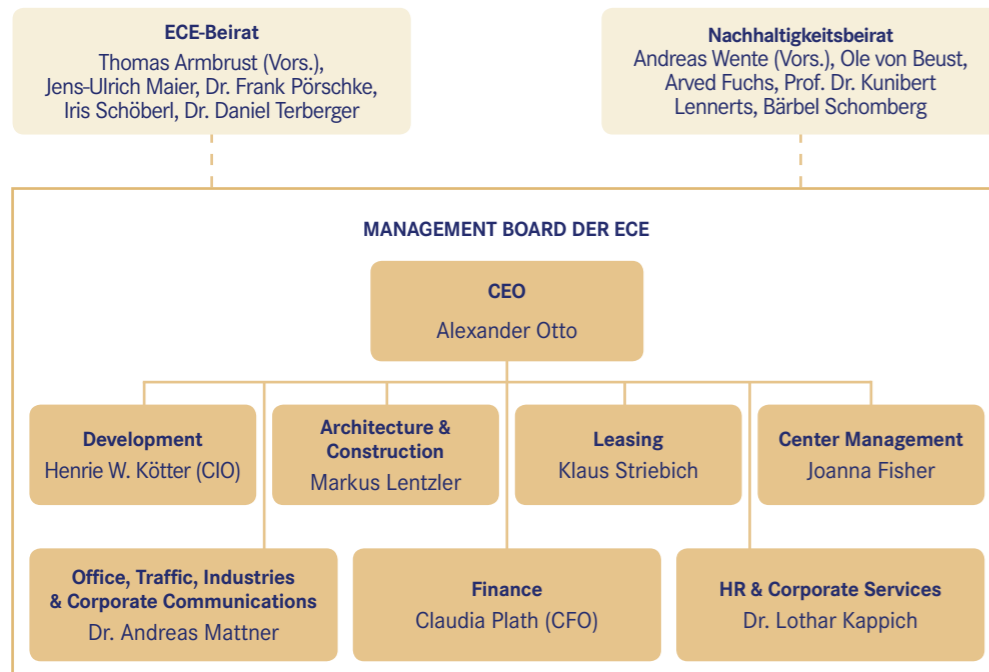 ECE-Beirat
Thomas Armbrust (Vors.),
Jens-Ulrich Maier, Dr. Frank Pörschke,
Iris Schöberl, Dr. Daniel Terberger
Nachhaltigkeitsbeirat
Andreas Wente (Vors.), Ole von Beust,
Arved Fuchs, Prof. Dr. Kunibert
Lennerts, Bärbel Schomberg
MANAGEMENT BOARD DER ECE
CEO
Alexander Otto
Development
Henrie W. Kötter (CIO)
Architecture &
Construction
Markus Lentzler
Leasing
Klaus Striebich
Center Management
Joanna Fisher
Office, Traffic, Industries
& Corporate Communications
Dr. Andreas Mattner
Finance
Claudia Plath (CFO)
HR & Corporate Services
Dr. Lothar Kappich